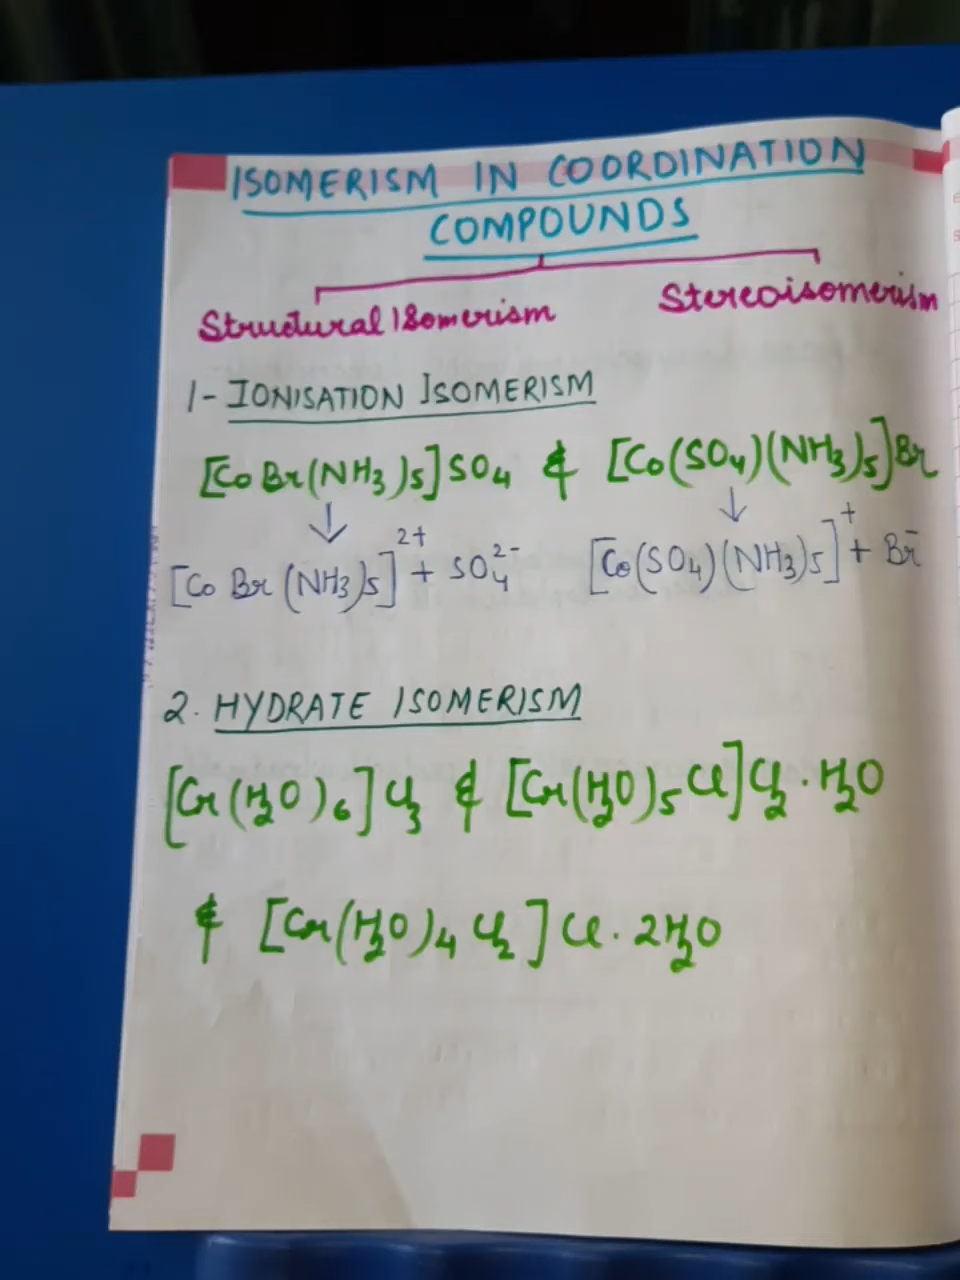 ISOMERISM IN COORDINATION
COMPOUNDS
Structural Isomerism Stereoisomerism
1- IONISATION ISOMERISM
[CoBr(NH₃)₅]SO₄ & [Co(SO₄)(NH₃)₅]Br
↓ ↓
[CoBr(NH₃)₅]²⁺ + SO₄²⁻ [Co(SO₄)(NH₃)₅]⁺ + Br⁻
2. HYDRATE ISOMERISM
[Cr(H₂O)₆]Cl₃ & [Cr(H₂O)₅Cl]Cl₂·H₂O
& [Cr(H₂O)₄Cl₂]Cl·2H₂O